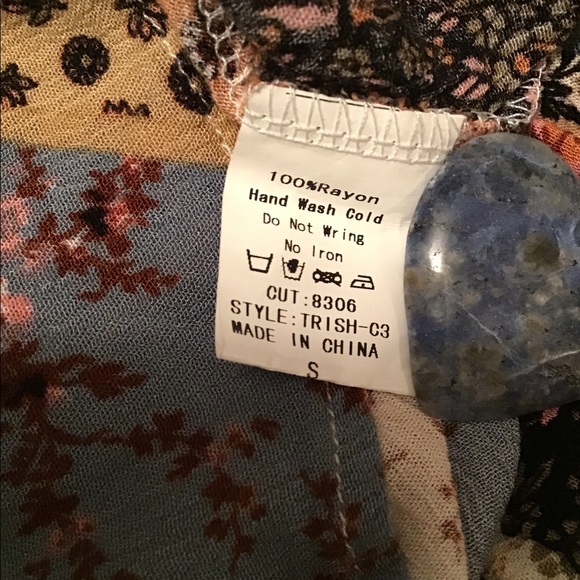 100%Rayon
Hand Wash Cold
Do Not Wring
No Iron
CUT:8306
STYLE:TRISH-C3
MADE IN CHINA
S